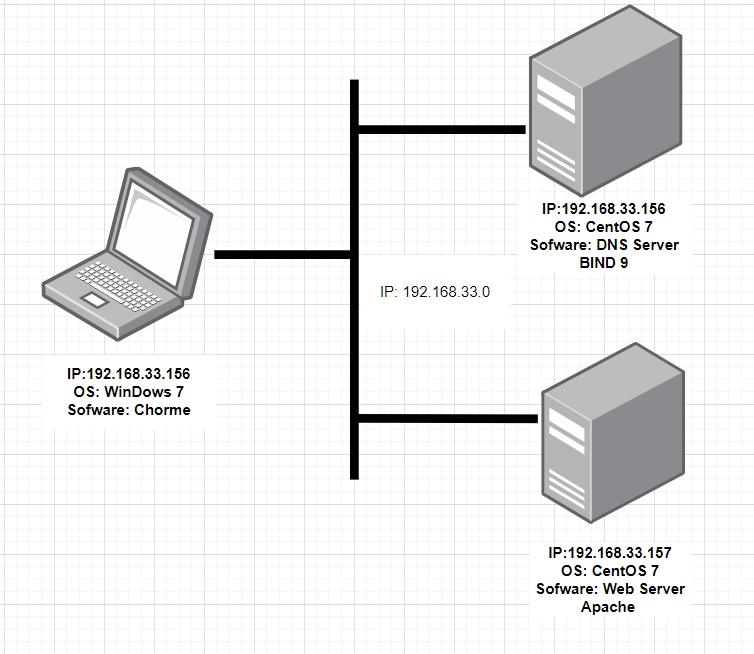 IP:192.168.33.156
OS: CentOS 7
Sofware: DNS Server
BIND 9
IP: 192.168.33.0
IP:192.168.33.156
OS: WinDows 7
Sofware: Chorme
IP:192.168.33.157
OS: CentOS 7
Sofware: Web Server
Apache